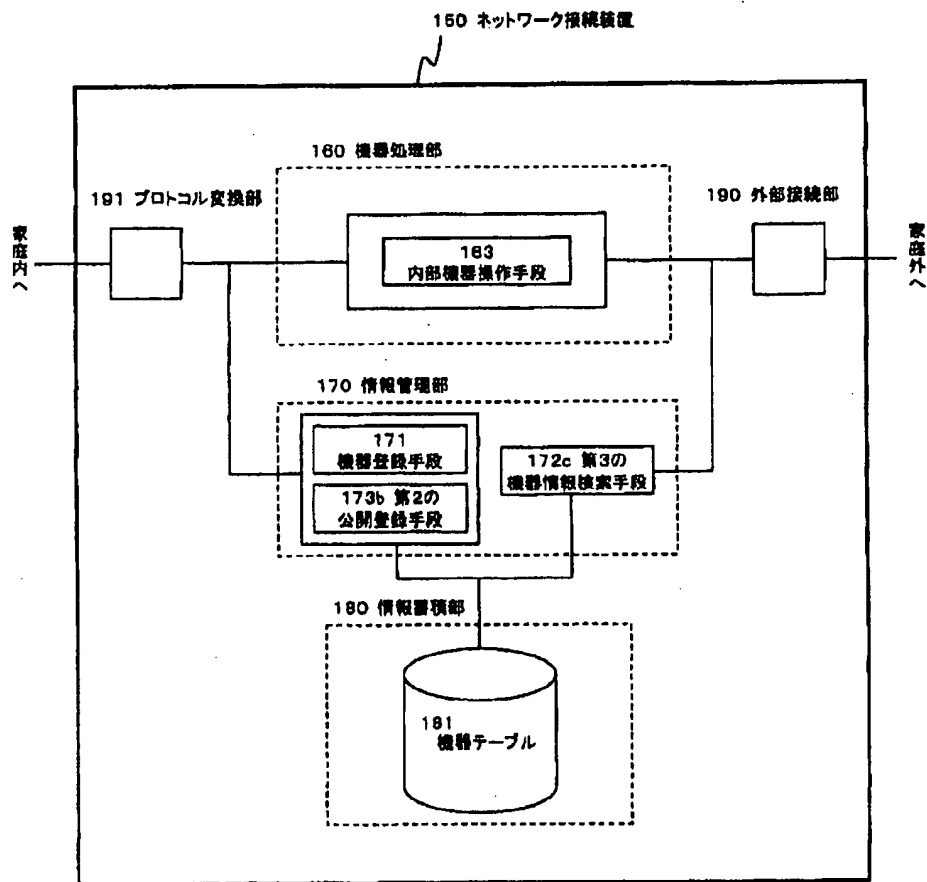 150 ネットワーク接続装置
160 機器処理部
191 プロトコル変換部
190 外部接続部
家庭内へ
163
内部機器操作手段
家庭外へ
170 情報管理部
171
機器登録手段
173b 第2の
公開登録手段
172c 第3の
機器情報検索手段
180 情報蓄積部
181
機器テーブル